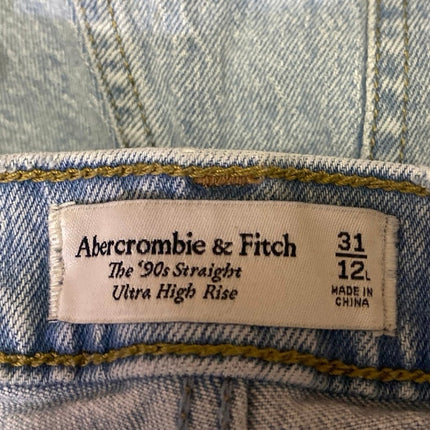 Abercrombie & Fitch
The '90s Straight
Ultra High Rise
31
12L
MADE IN
CHINA